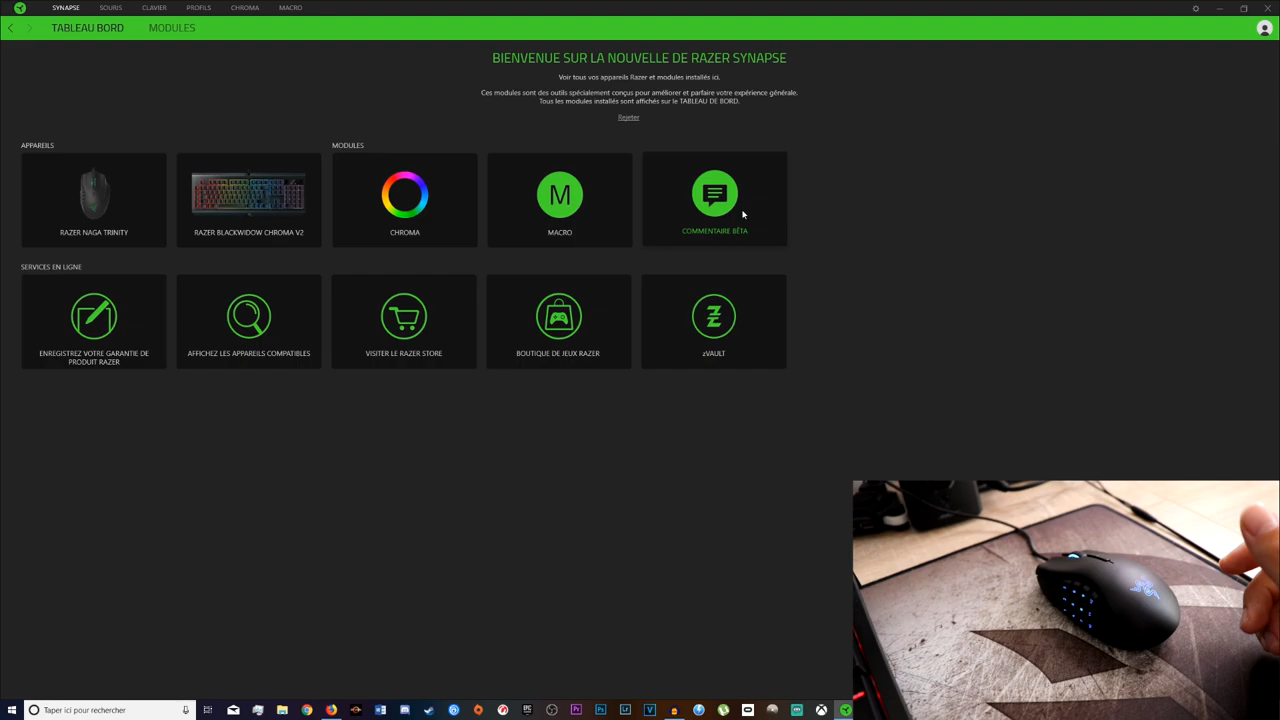 SYNAPSE SOURIS CLAVIER PROFILS CHROMA MACRO
TABLEAU BORD MODULES
BIENVENUE SUR LA NOUVELLE DE RAZER SYNAPSE
Voir tous vos appareils Razer et modules installés ici.
Ces modules sont des outils spécialement conçus pour améliorer et parfaire votre expérience générale.
Tous les modules installés sont affichés sur le TABLEAU DE BORD.
Rejeter
APPAREILS MODULES
RAZER NAGA TRINITY RAZER BLACKWIDOW CHROMA V2 CHROMA M MACRO COMMENTAIRE BÊTA
SERVICES EN LIGNE
ENREGISTREZ VOTRE GARANTIE DE
PRODUIT RAZER
AFFICHEZ LES APPAREILS COMPATIBLES VISITER LE RAZER STORE BOUTIQUE DE JEUX RAZER zVAULT
Taper ici pour rechercher